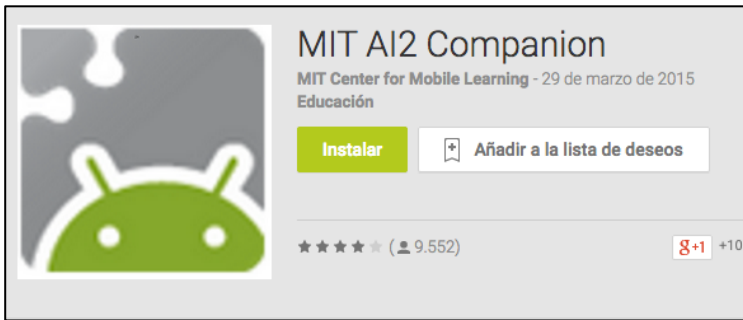 MIT AI2 Companion
MIT Center for Mobile Learning - 29 de marzo de 2015
Educación
Instalar
Añadir a la lista de deseos
(9.552)
g+1 +10